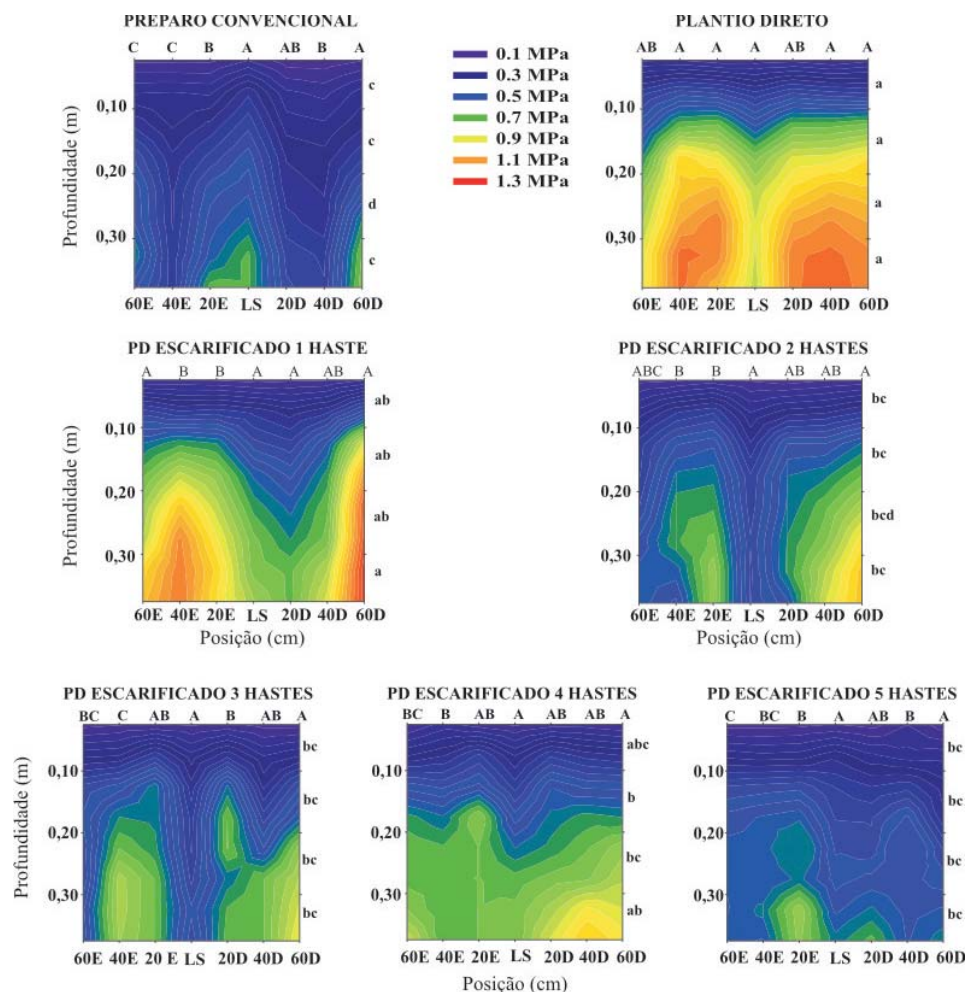 PREPARO CONVENCIONAL
C C B A AB B A
Profundidade (m)
0,10
0,20
0,30
c
c
d
c
60E 40E 20E LS 20D 40D 60D
0.1 MPa
0.3 MPa
0.5 MPa
0.7 MPa
0.9 MPa
1.1 MPa
1.3 MPa
PLANTIO DIRETO
AB A A A AB A A
0,10
0,20
0,30
a
a
a
a
60E 40E 20E LS 20D 40D 60D
PD ESCARIFICADO 1 HASTE
A B B A A AB A
Profundidade (m)
0,10
0,20
0,30
ab
ab
ab
a
60E 40E 20E LS 20D 40D 60D
Posição (cm)
PD ESCARIFICADO 2 HASTES
ABC B B A AB AB A
0,10
0,20
0,30
bc
bc
bcd
bc
60E 40E 20E LS 20D 40D 60D
Posição (cm)
PD ESCARIFICADO 3 HASTES
BC C AB A B AB A
Profundidade (m)
0,10
0,20
0,30
bc
bc
bc
bc
60E 40E 20 E LS 20D 40D 60D
PD ESCARIFICADO 4 HASTES
BC B AB A AB AB A
0,10
0,20
0,30
abc
b
bc
ab
60E 40E 20E LS 20D 40D 60D
Posição (cm)
PD ESCARIFICADO 5 HASTES
C BC B A AB B A
0,10
0,20
0,30
bc
bc
bc
bc
60E 40E 20E LS 20D 40D 60D